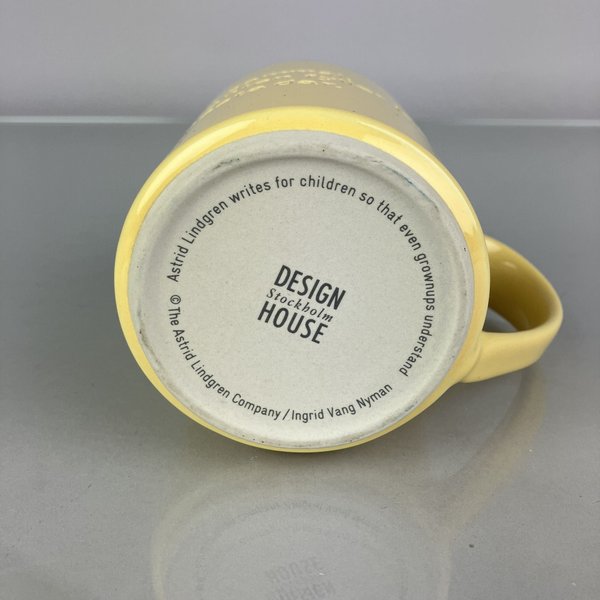 Astrid Lindgren writes for children so that even grownups understand
DESIGN
Stockholm
HOUSE
© The Astrid Lindgren Company / Ingrid Vang Nyman